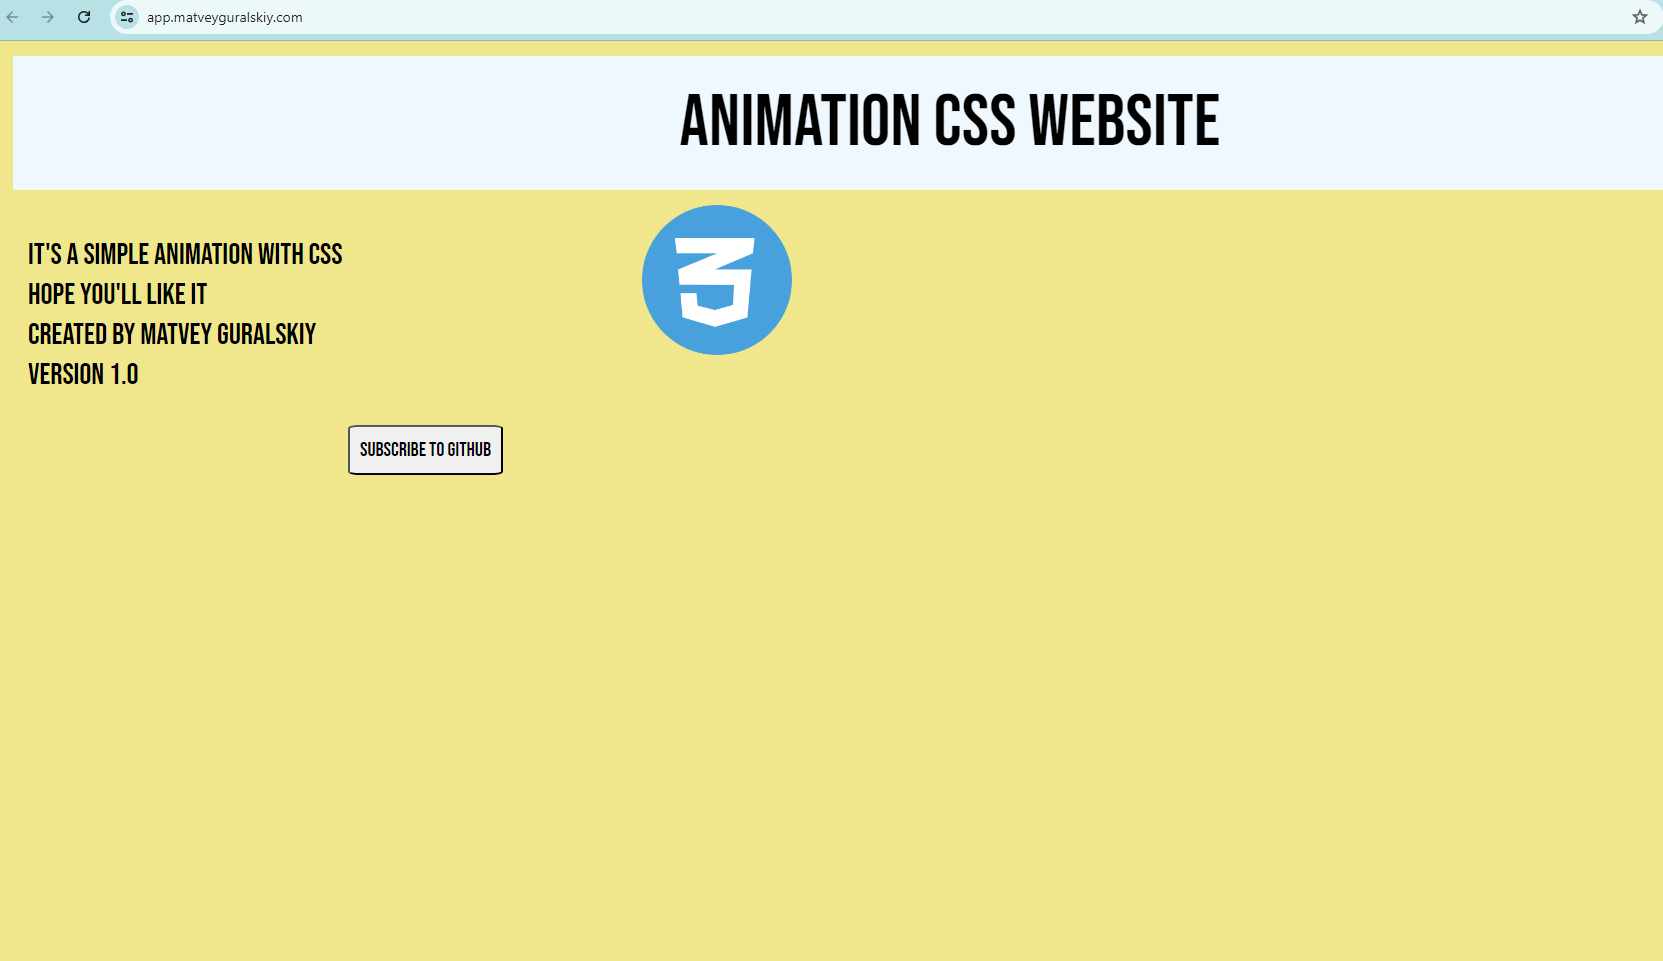 app.matveyguralskiy.com
ANIMATION CSS WEBSITE
IT'S A SIMPLE ANIMATION WITH CSS
HOPE YOU'LL LIKE IT
CREATED BY MATVEY GURALSKIY
VERSION 1.0
SUBSCRIBE TO GITHUB